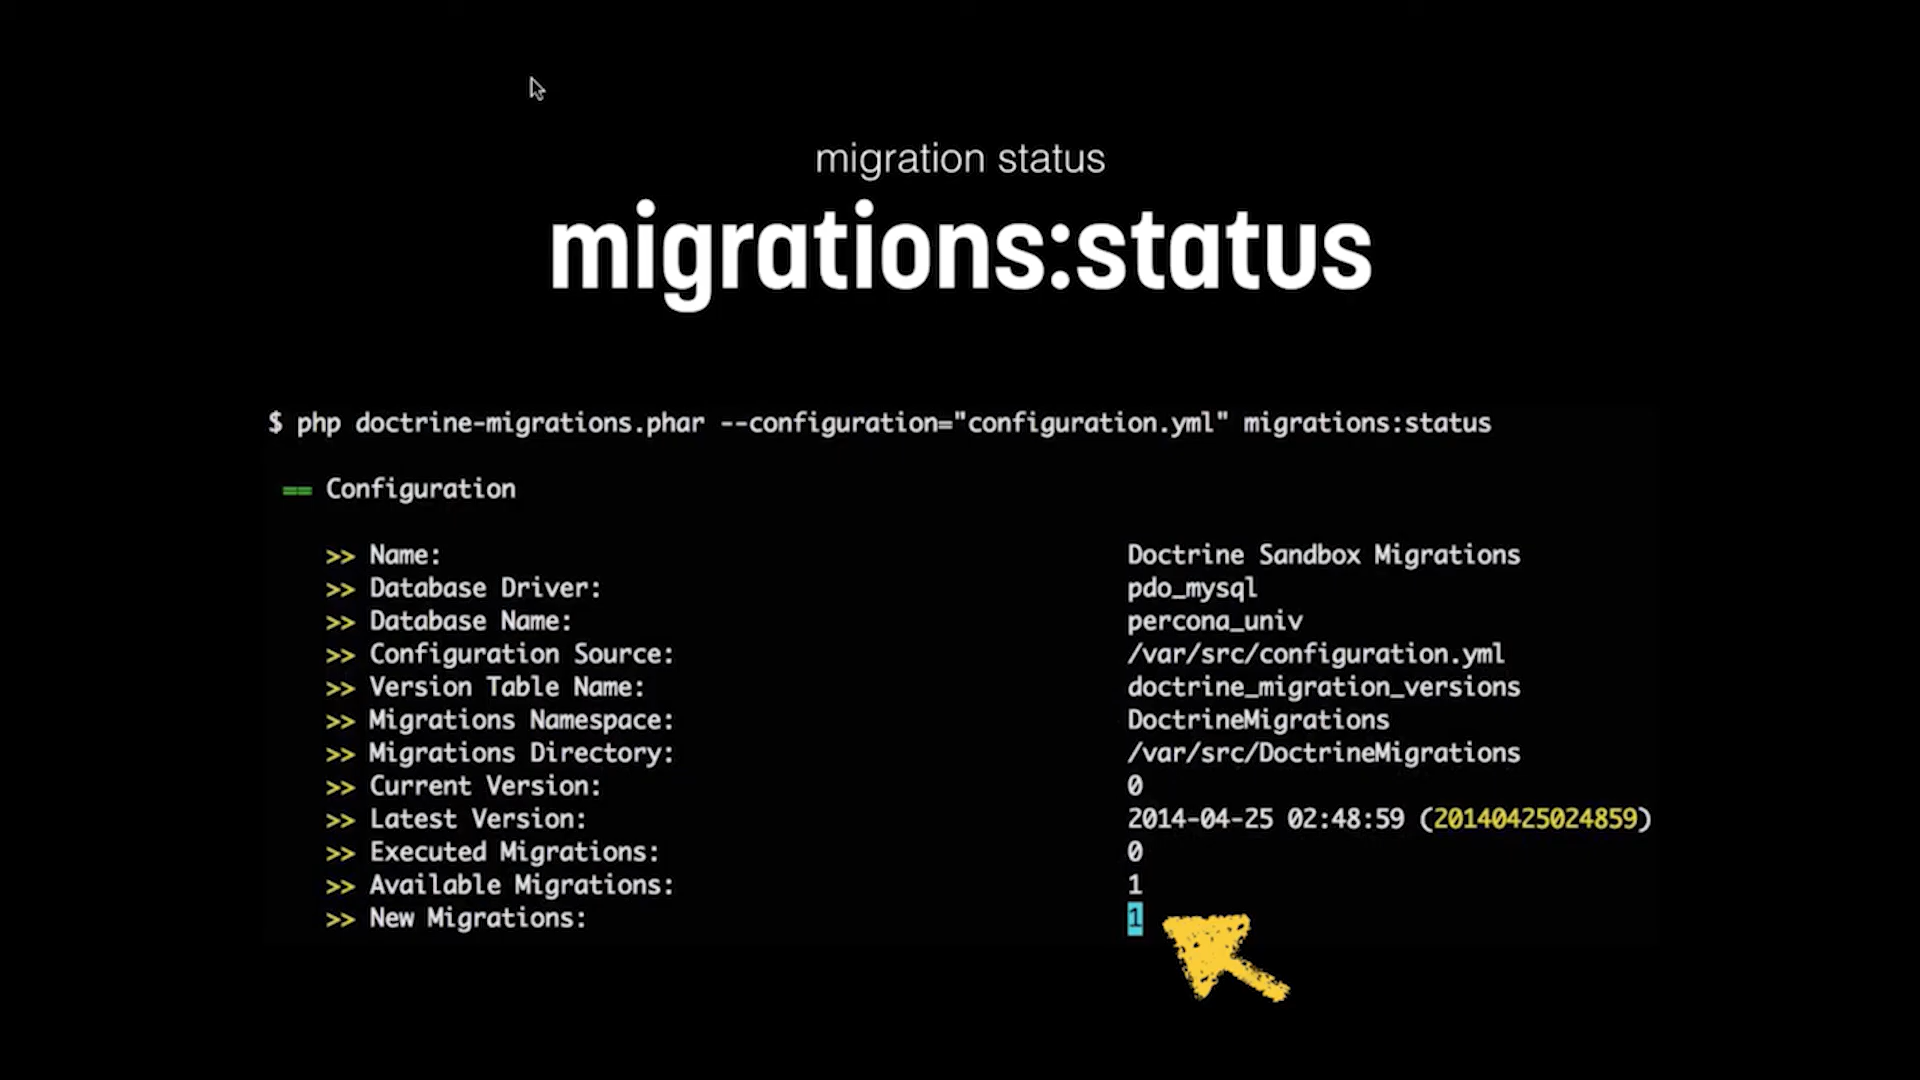 migration status
migrations:status
$ php doctrine-migrations.phar --configuration="configuration.yml" migrations:status
== Configuration
>> Name: Doctrine Sandbox Migrations
>> Database Driver: pdo_mysql
>> Database Name: percona_univ
>> Configuration Source: /var/src/configuration.yml
>> Version Table Name: doctrine_migration_versions
>> Migrations Namespace: DoctrineMigrations
>> Migrations Directory: /var/src/DoctrineMigrations
>> Current Version: 0
>> Latest Version: 2014-04-25 02:48:59 (20140425024859)
>> Executed Migrations: 0
>> Available Migrations: 1
>> New Migrations: 1